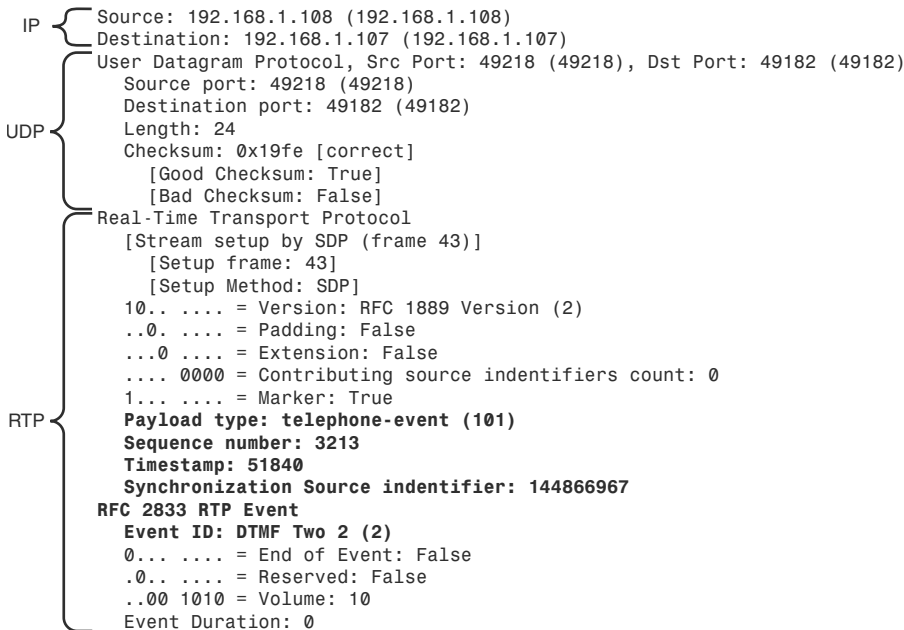 IP
Source: 192.168.1.108 (192.168.1.108)
Destination: 192.168.1.107 (192.168.1.107)
UDP
User Datagram Protocol, Src Port: 49218 (49218), Dst Port: 49182 (49182)
Source port: 49218 (49218)
Destination port: 49182 (49182)
Length: 24
Checksum: 0x19fe [correct]
[Good Checksum: True]
[Bad Checksum: False]
RTP
Real-Time Transport Protocol
[Stream setup by SDP (frame 43)]
[Setup frame: 43]
[Setup Method: SDP]
10.. .... = Version: RFC 1889 Version (2)
..0. .... = Padding: False
...0 .... = Extension: False
.... 0000 = Contributing source indentifiers count: 0
1... .... = Marker: True
Payload type: telephone-event (101)
Sequence number: 3213
Timestamp: 51840
Synchronization Source indentifier: 144866967
RFC 2833 RTP Event
Event ID: DTMF Two 2 (2)
0... .... = End of Event: False
.0.. .... = Reserved: False
..00 1010 = Volume: 10
Event Duration: 0